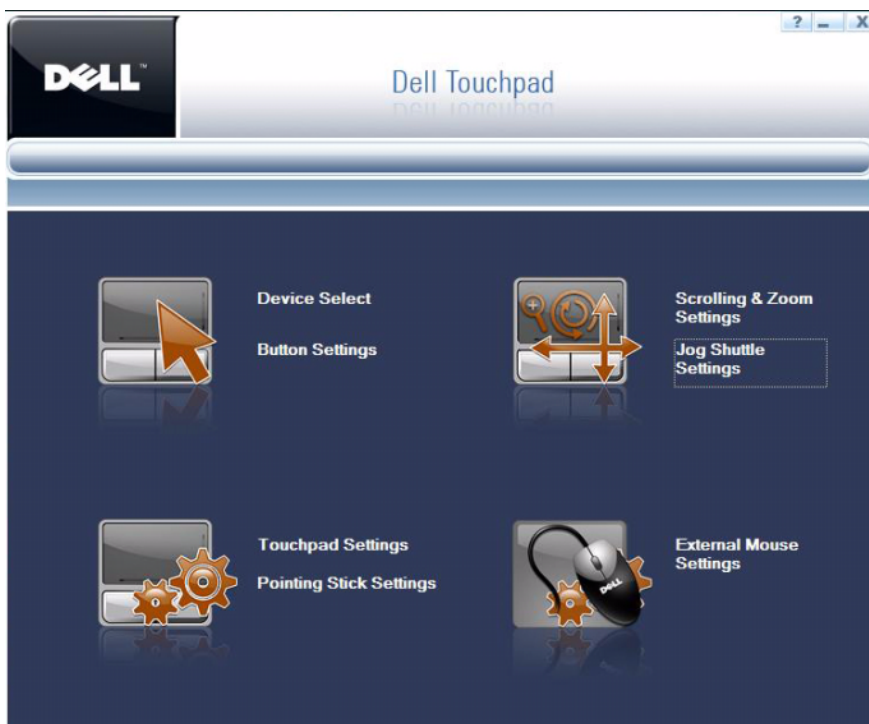 ? _ X
DELL™
Dell Touchpad
Device Select
Button Settings
Scrolling & Zoom
Settings
Jog Shuttle
Settings
Touchpad Settings
Pointing Stick Settings
External Mouse
Settings
DELL